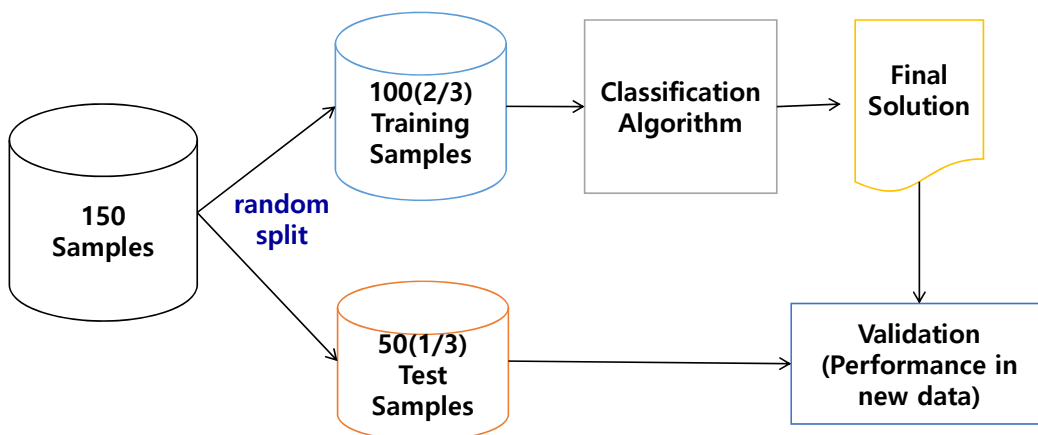 150
Samples
random
split
100(2/3)
Training
Samples
Classification
Algorithm
Final
Solution
50(1/3)
Test
Samples
Validation
(Performance in
new data)